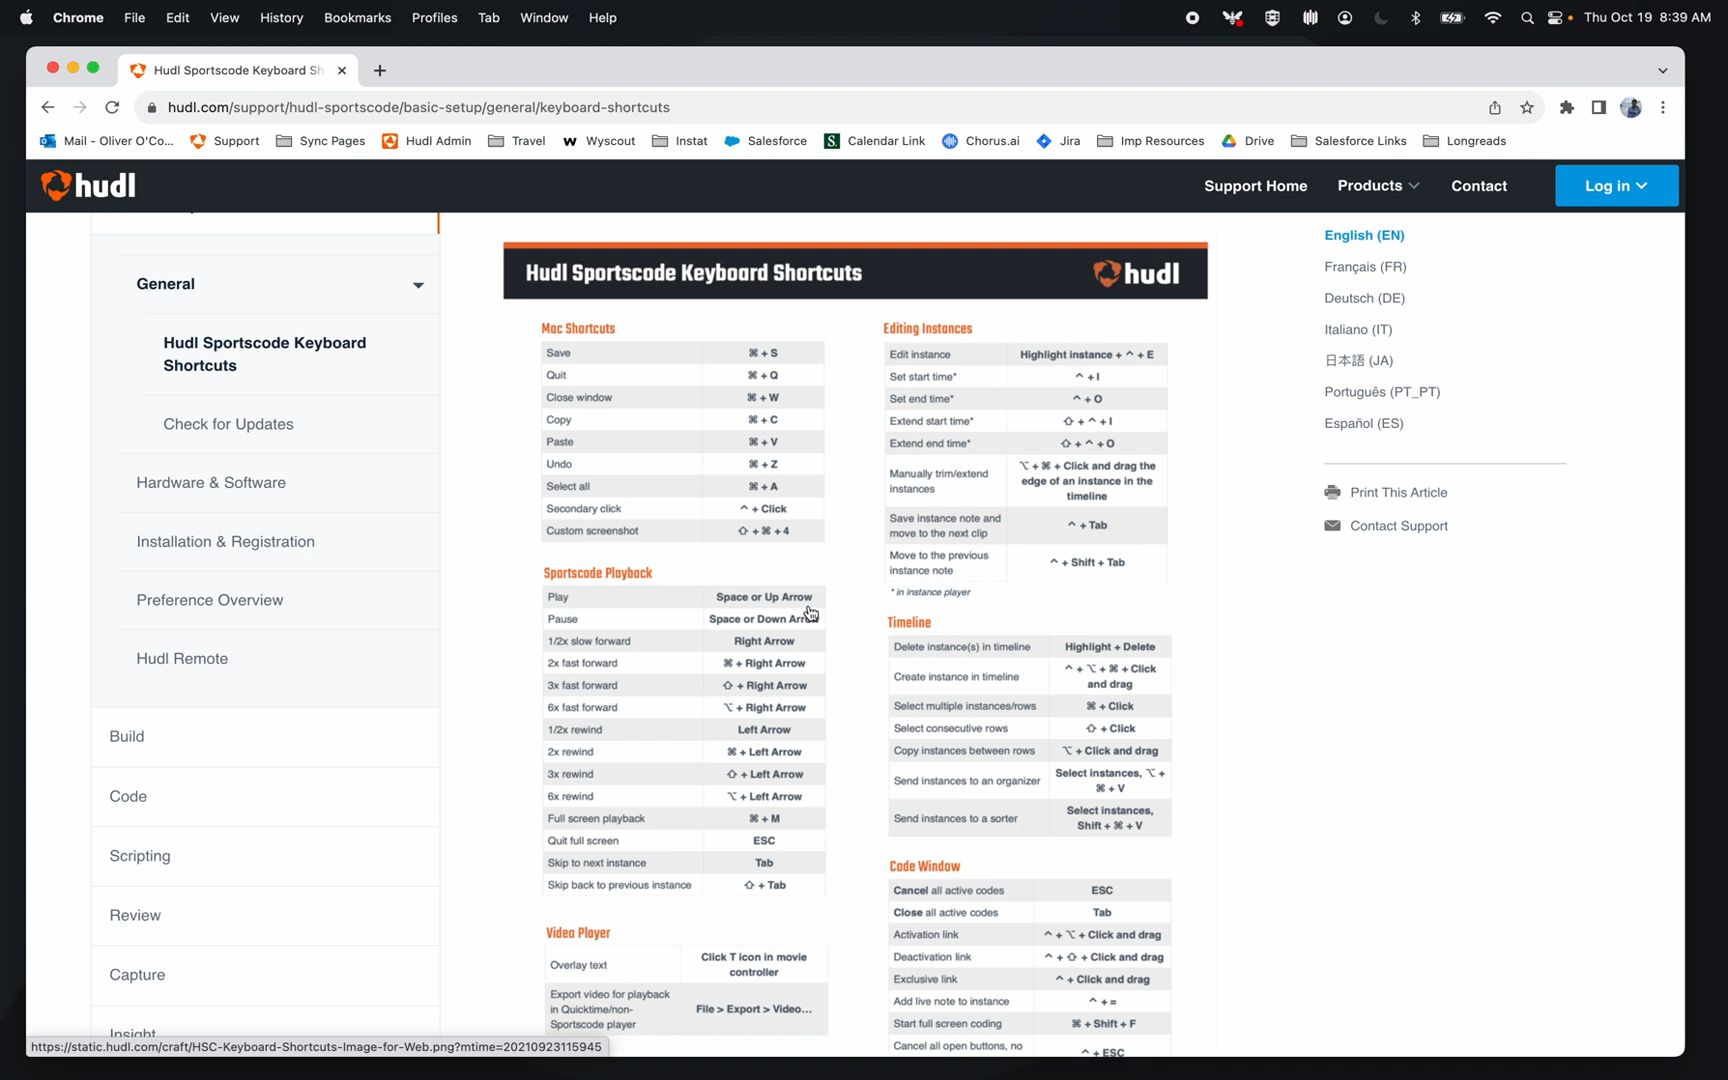 Chrome File Edit View History Bookmarks Profiles Tab Window Help Thu Oct 19 8:39 AM
Hudl Sportscode Keyboard Sh
hudl.com/support/hudl-sportscode/basic-setup/general/keyboard-shortcuts
Mail - Oliver O'Co... Support Sync Pages Hudl Admin Travel Wyscout Instat Salesforce Calendar Link Chorus.ai Jira Imp Resources Drive Salesforce Links Longreads
hudl Support Home Products Contact Log in
General
Hudl Sportscode Keyboard
Shortcuts
Check for Updates
Hardware & Software
Installation & Registration
Preference Overview
Hudl Remote
Build
Code
Scripting
Review
Capture
Insight
Hudl Sportscode Keyboard Shortcuts hudl
Mac Shortcuts
Save ⌘ + S
Quit ⌘ + Q
Close window ⌘ + W
Copy ⌘ + C
Paste ⌘ + V
Undo ⌘ + Z
Select all ⌘ + A
Secondary click ^ + Click
Custom screenshot ⇧ + ⌘ + 4
Sportscode Playback
Play Space or Up Arrow
Pause Space or Down Arrow
1/2x slow forward Right Arrow
2x fast forward ⌘ + Right Arrow
3x fast forward ⇧ + Right Arrow
6x fast forward ⌥ + Right Arrow
1/2x rewind Left Arrow
2x rewind ⌘ + Left Arrow
3x rewind ⇧ + Left Arrow
6x rewind ⌥ + Left Arrow
Full screen playback ⌘ + M
Quit full screen ESC
Skip to next instance Tab
Skip back to previous instance ⇧ + Tab
Video Player
Overlay text Click T icon in movie
controller
Export video for playback
in Quicktime/non-
Sportscode player
File > Export > Video...
Editing Instances
Edit instance Highlight instance + ^ + E
Set start time* ^ + I
Set end time* ^ + O
Extend start time* ⇧ + ^ + I
Extend end time* ⇧ + ^ + O
Manually trim/extend
instances
⌥ + ⌘ + Click and drag the
edge of an instance in the
timeline
Save instance note and
move to the next clip
^ + Tab
Move to the previous
instance note
^ + Shift + Tab
* in instance player
Timeline
Delete instance(s) in timeline Highlight + Delete
Create instance in timeline ^ + ⌥ + ⌘ + Click
and drag
Select multiple instances/rows ⌘ + Click
Select consecutive rows ⇧ + Click
Copy instances between rows ⌥ + Click and drag
Send instances to an organizer Select instances, ⌥ +
⌘ + V
Send instances to a sorter Select instances,
Shift + ⌘ + V
Code Window
Cancel all active codes ESC
Close all active codes Tab
Activation link ^ + ⌥ + Click and drag
Deactivation link ^ + ⇧ + Click and drag
Exclusive link ^ + Click and drag
Add live note to instance ^ + =
Start full screen coding ⌘ + Shift + F
Cancel all open buttons, no ^ + ESC
English (EN)
Français (FR)
Deutsch (DE)
Italiano (IT)
日本語 (JA)
Português (PT_PT)
Español (ES)
Print This Article
Contact Support
https://static.hudl.com/craft/HSC-Keyboard-Shortcuts-Image-for-Web.png?mtime=20210923115945